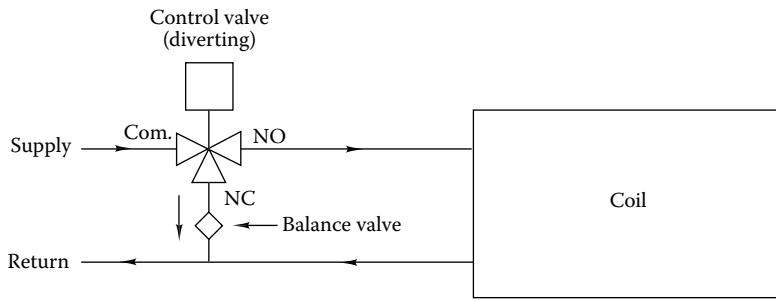 Control valve
(diverting)
Com.
NO
Supply
NC
Coil
Balance valve
Return